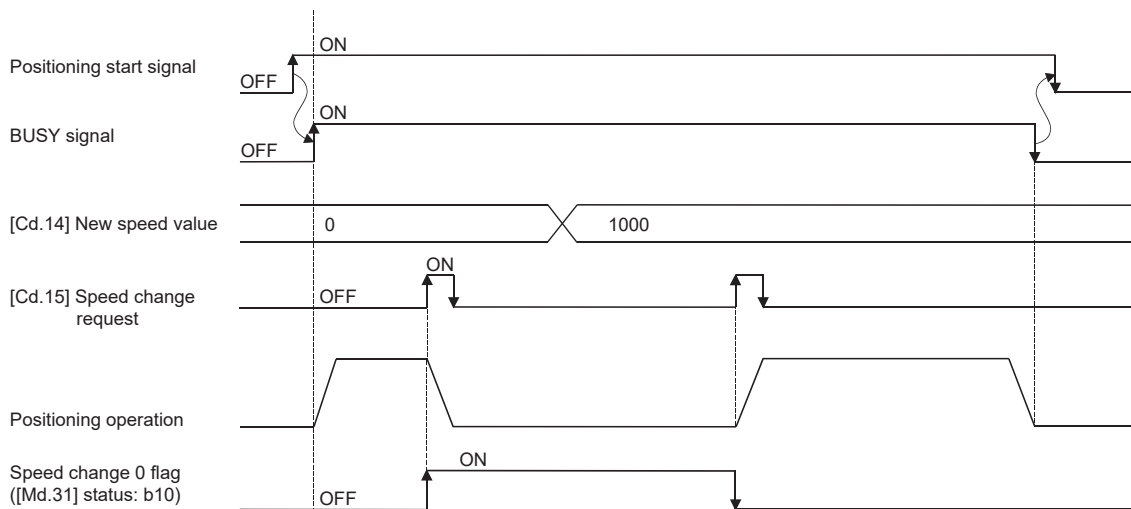 ON
Positioning start signal
OFF
ON
BUSY signal
OFF
[Cd.14] New speed value
0
1000
ON
[Cd.15] Speed change
request
OFF
Positioning operation
Speed change 0 flag
([Md.31] status: b10)
ON
OFF